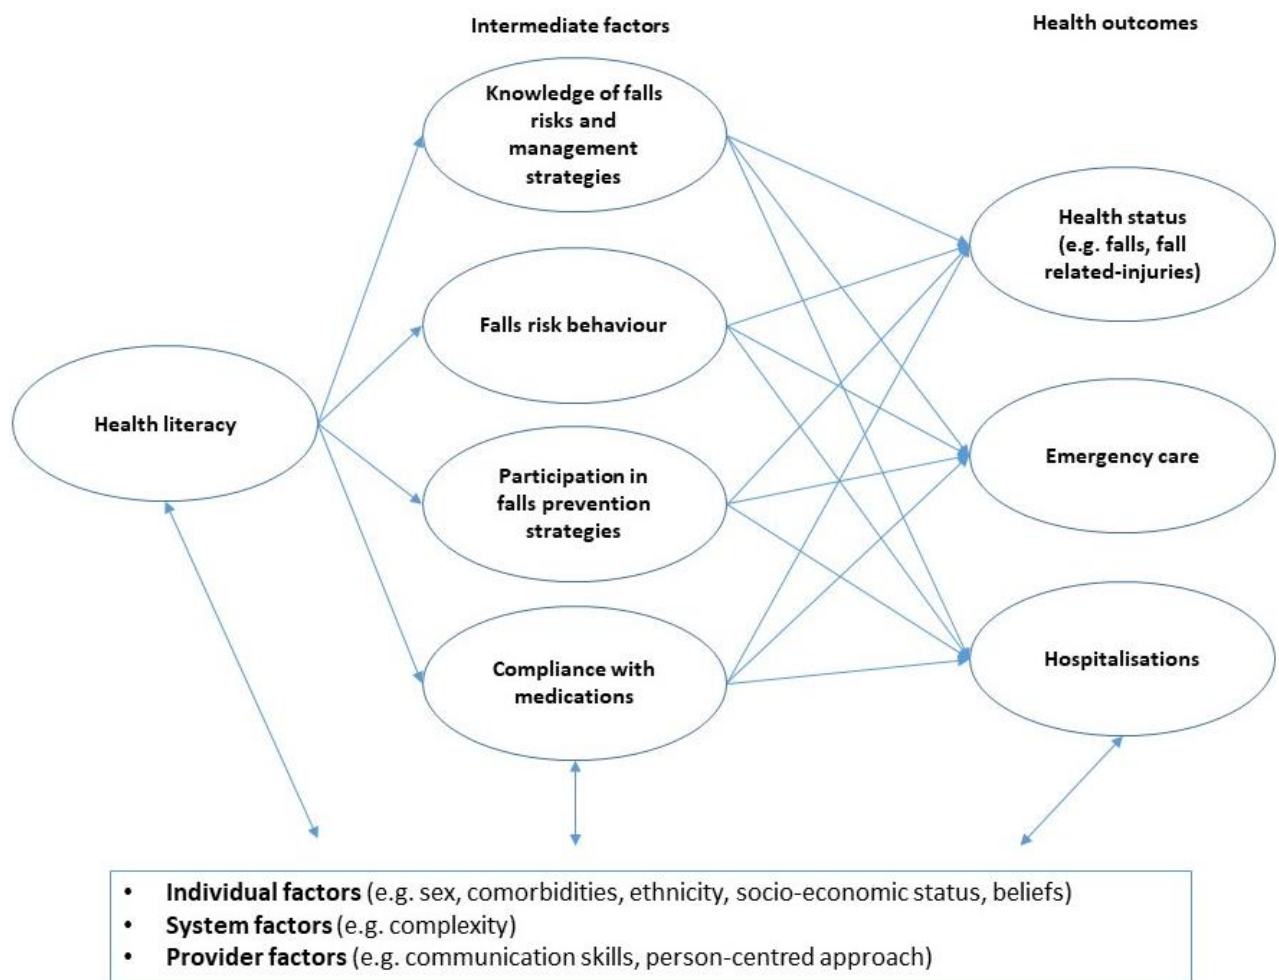 Intermediate factors
Health outcomes
Knowledge of falls
risks and
management
strategies
Health status
(e.g. falls, fall
related-injuries)
Falls risk behaviour
Health literacy
Emergency care
Participation in
falls prevention
strategies
Compliance with
medications
Hospitalisations
• Individual factors (e.g. sex, comorbidities, ethnicity, socio-economic status, beliefs)
• System factors (e.g. complexity)
• Provider factors (e.g. communication skills, person-centred approach)